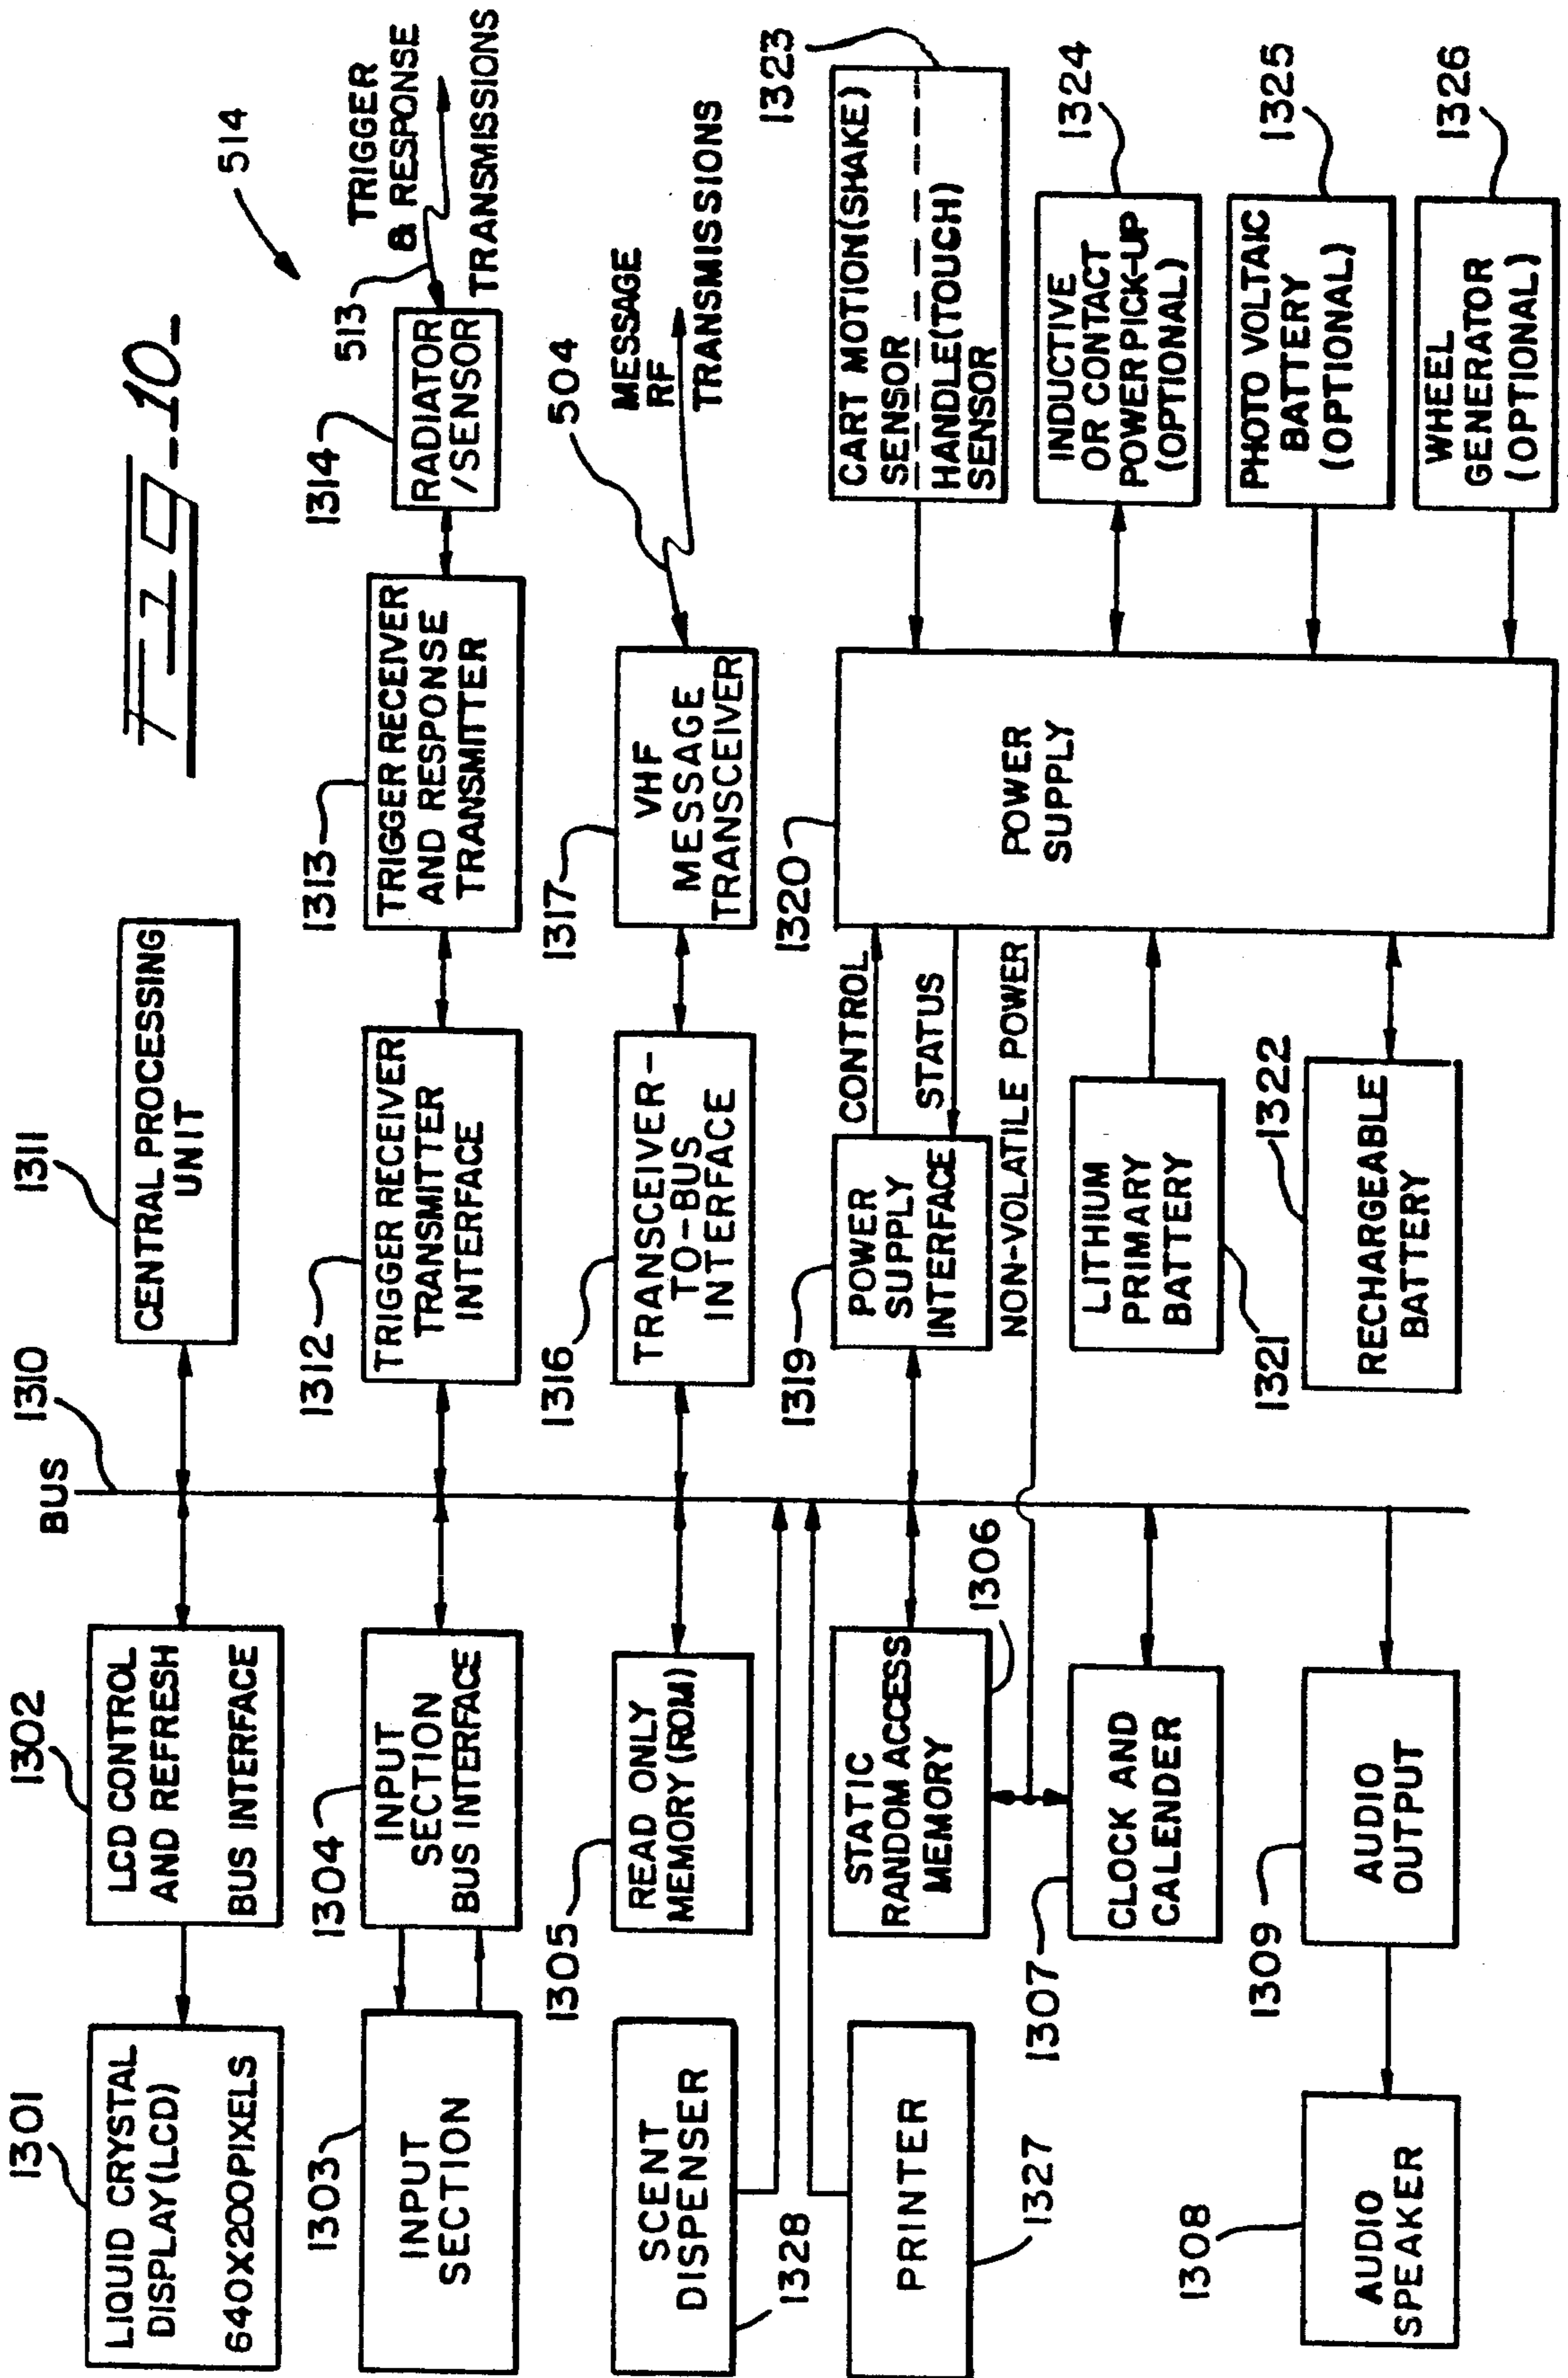 FIG-10-
514
1301
LIQUID CRYSTAL
DISPLAY(LCD)
640X200PIXELS
1302
LCD CONTROL
AND REFRESH
BUS INTERFACE
BUS
1310
1311
CENTRAL PROCESSING
UNIT
1303
INPUT
SECTION
1304
INPUT
SECTION
BUS INTERFACE
1312
TRIGGER RECEIVER
TRANSMITTER
INTERFACE
1313
TRIGGER RECEIVER
AND RESPONSE
TRANSMITTER
1314
RADIATOR
/SENSOR
513
TRIGGER
& RESPONSE
TRANSMISSIONS
SCENT
DISPENSER
1328
1305
READ ONLY
MEMORY(ROM)
1316
TRANSCEIVER-
TO-BUS
INTERFACE
1317
VHF
MESSAGE
TRANSCEIVER
504
MESSAGE
RF
TRANSMISSIONS
PRINTER
1327
STATIC
RANDOM ACCESS
MEMORY
1306
1319
POWER
SUPPLY
INTERFACE
CONTROL
STATUS
NON-VOLATILE POWER
1320
POWER
SUPPLY
1323
CART MOTION(SHAKE)
SENSOR
HANDLE(TOUCH)
SENSOR
1307
CLOCK AND
CALENDER
LITHIUM
PRIMARY
BATTERY
1321
INDUCTIVE
OR CONTACT
POWER PICK-UP
(OPTIONAL)
1324
PHOTO VOLTAIC
BATTERY
(OPTIONAL)
1325
1308
AUDIO
SPEAKER
1309
AUDIO
OUTPUT
RECHARGEABLE
BATTERY
1322
WHEEL
GENERATOR
(OPTIONAL)
1326